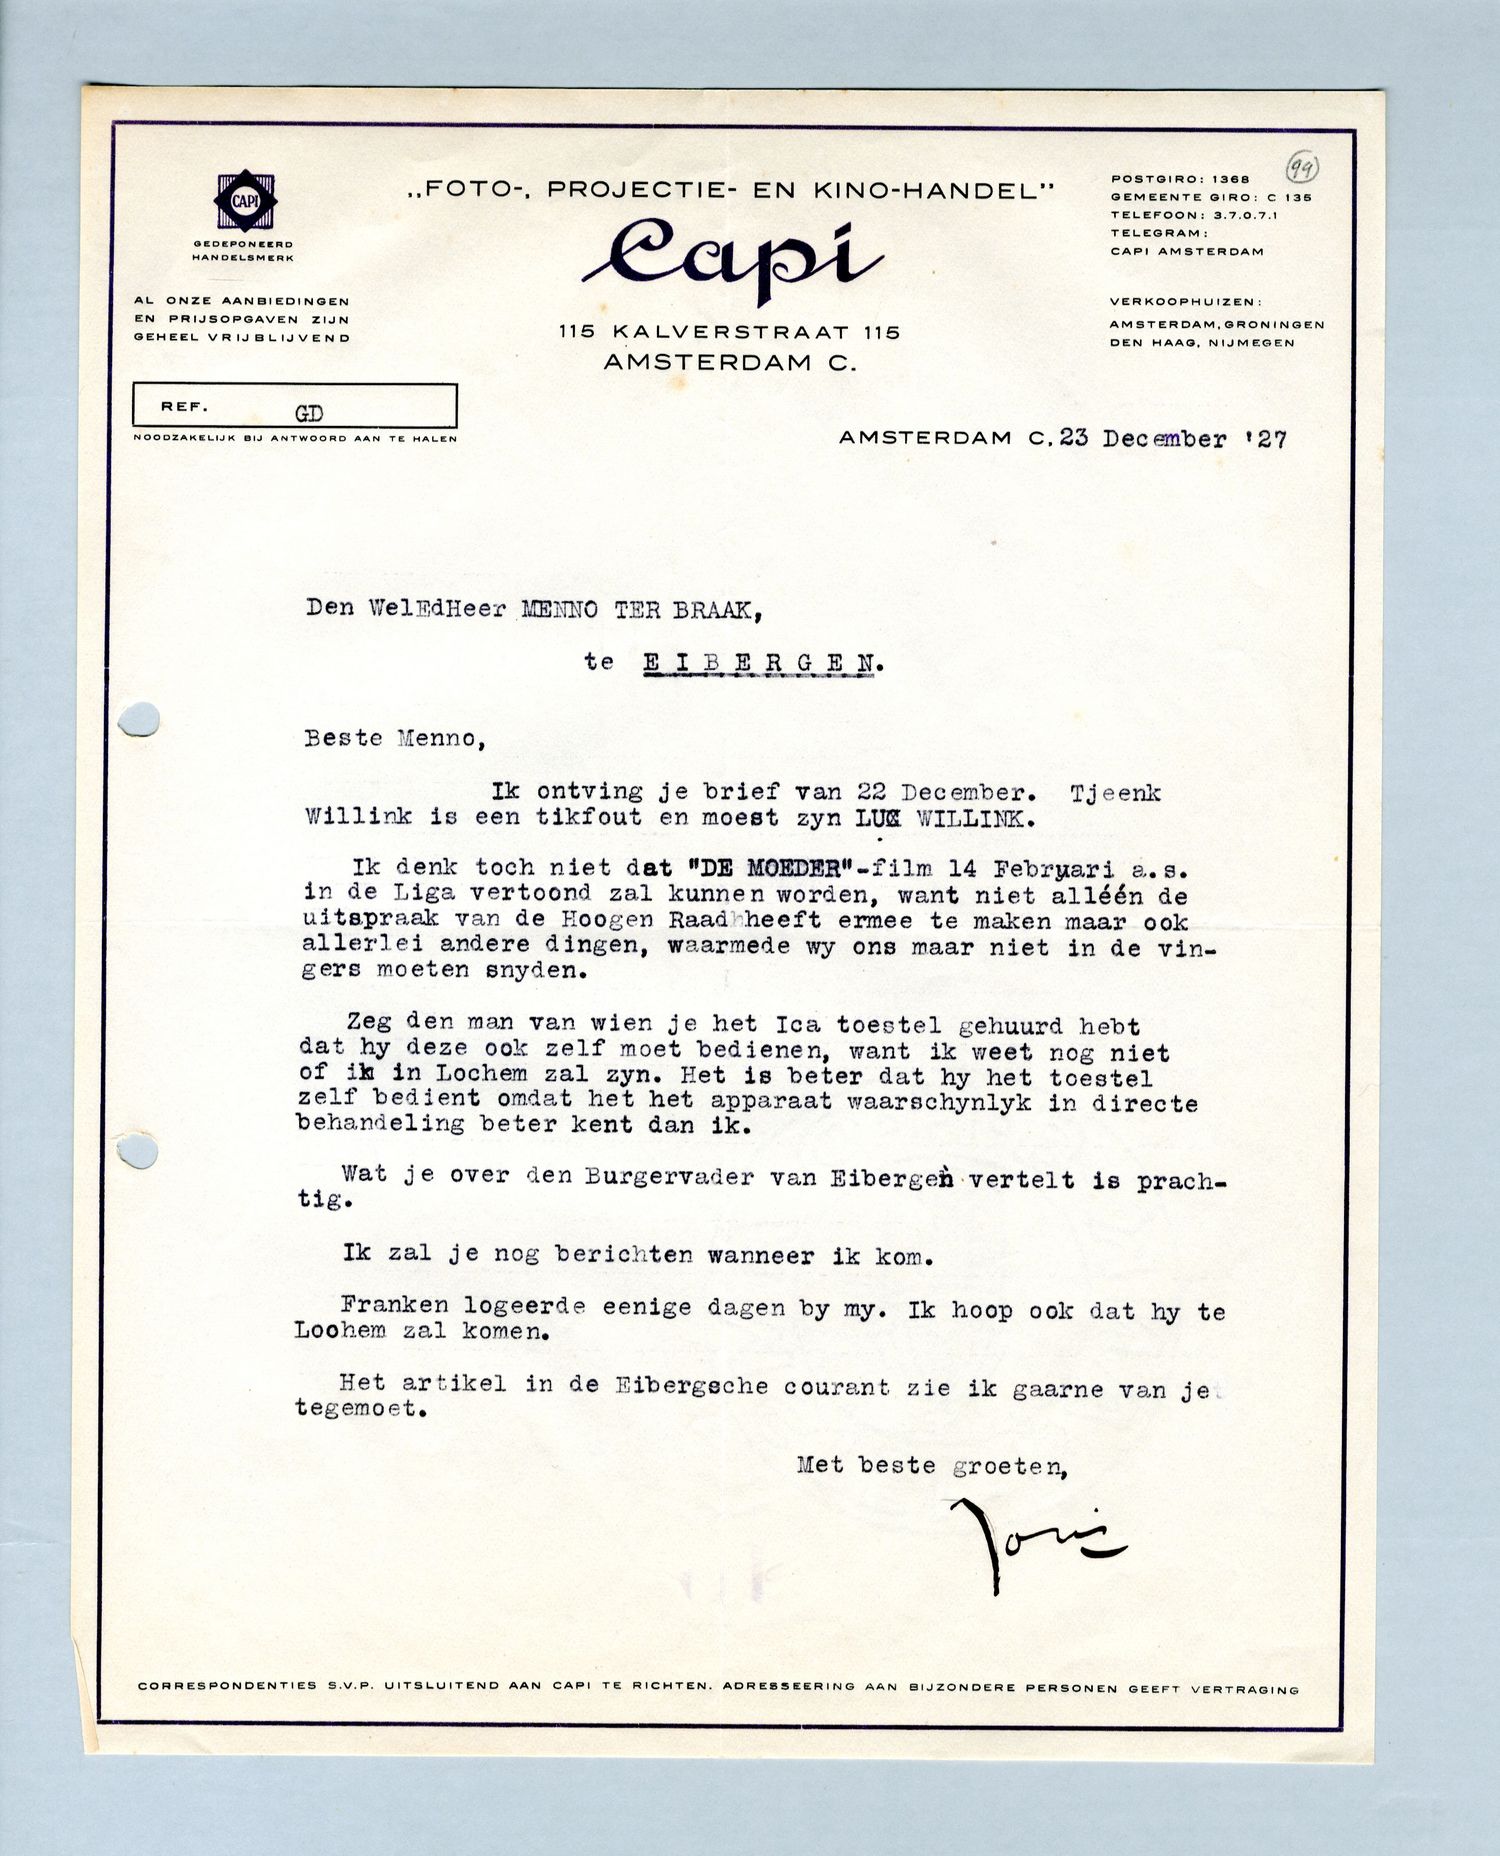 CAPI
GEDEPONEERD
HANDELSMERK
AL ONZE AANBIEDINGEN
EN PRIJSOPGAVEN ZIJN
GEHEEL VRIJBLIJVEND
„FOTO-, PROJECTIE- EN KINO-HANDEL”
Capi
115 KALVERSTRAAT 115
AMSTERDAM C.
99
POSTGIRO: 1368
GEMEENTE GIRO: C 135
TELEFOON: 3.7.0.7.1
TELEGRAM:
CAPI AMSTERDAM
VERKOOPHUIZEN:
AMSTERDAM, GRONINGEN
DEN HAAG, NIJMEGEN
REF. GD
NOODZAKELIJK BIJ ANTWOORD AAN TE HALEN
AMSTERDAM C, 23 December '27
Den WelEdHeer MENNO TER BRAAK,
te E I B E R G E N.
Beste Menno,
Ik ontving je brief van 22 December. Tjeenk
Willink is een tikfout en moest zyn LUC WILLINK.
Ik denk toch niet dat "DE MOEDER"-film 14 Februari a.s.
in de Liga vertoond zal kunnen worden, want niet alléén de
uitspraak van de Hoogen Raad heeft ermee te maken maar ook
allerlei andere dingen, waarmede wy ons maar niet in de vin-
gers moeten snyden.
Zeg den man van wien je het Ica toestel gehuurd hebt
dat hy deze ook zelf moet bedienen, want ik weet nog niet
of ik in Lochem zal zyn. Het is beter dat hy het toestel
zelf bedient omdat het het apparaat waarschynlyk in directe
behandeling beter kent dan ik.
Wat je over den Burgervader van Eibergen vertelt is prach-
tig.
Ik zal je nog berichten wanneer ik kom.
Franken logeerde eenige dagen by my. Ik hoop ook dat hy te
Loohem zal komen.
Het artikel in de Eibergsche courant zie ik gaarne van je
tegemoet.
Met beste groeten,
Joris
CORRESPONDENTIES S.V.P. UITSLUITEND AAN CAPI TE RICHTEN. ADRESSEERING AAN BIJZONDERE PERSONEN GEEFT VERTRAGING